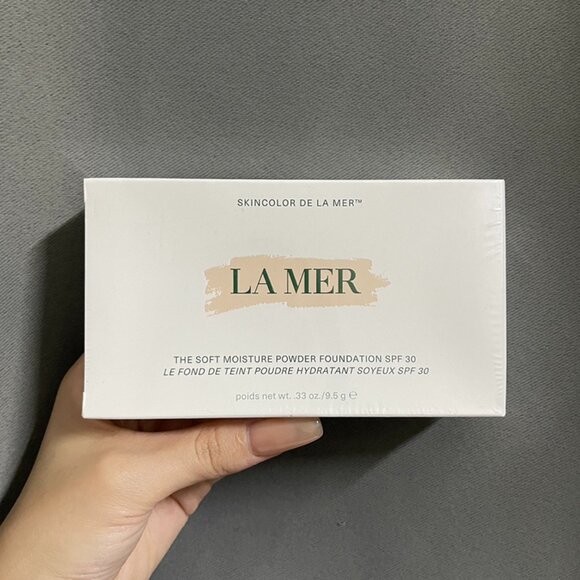 SKINCOLOR DE LA MER™
LA MER
THE SOFT MOISTURE POWDER FOUNDATION SPF 30
LE FOND DE TEINT POUDRE HYDRATANT SOYEUX SPF 30
poids net wt. .33 oz./9.5 g ℮